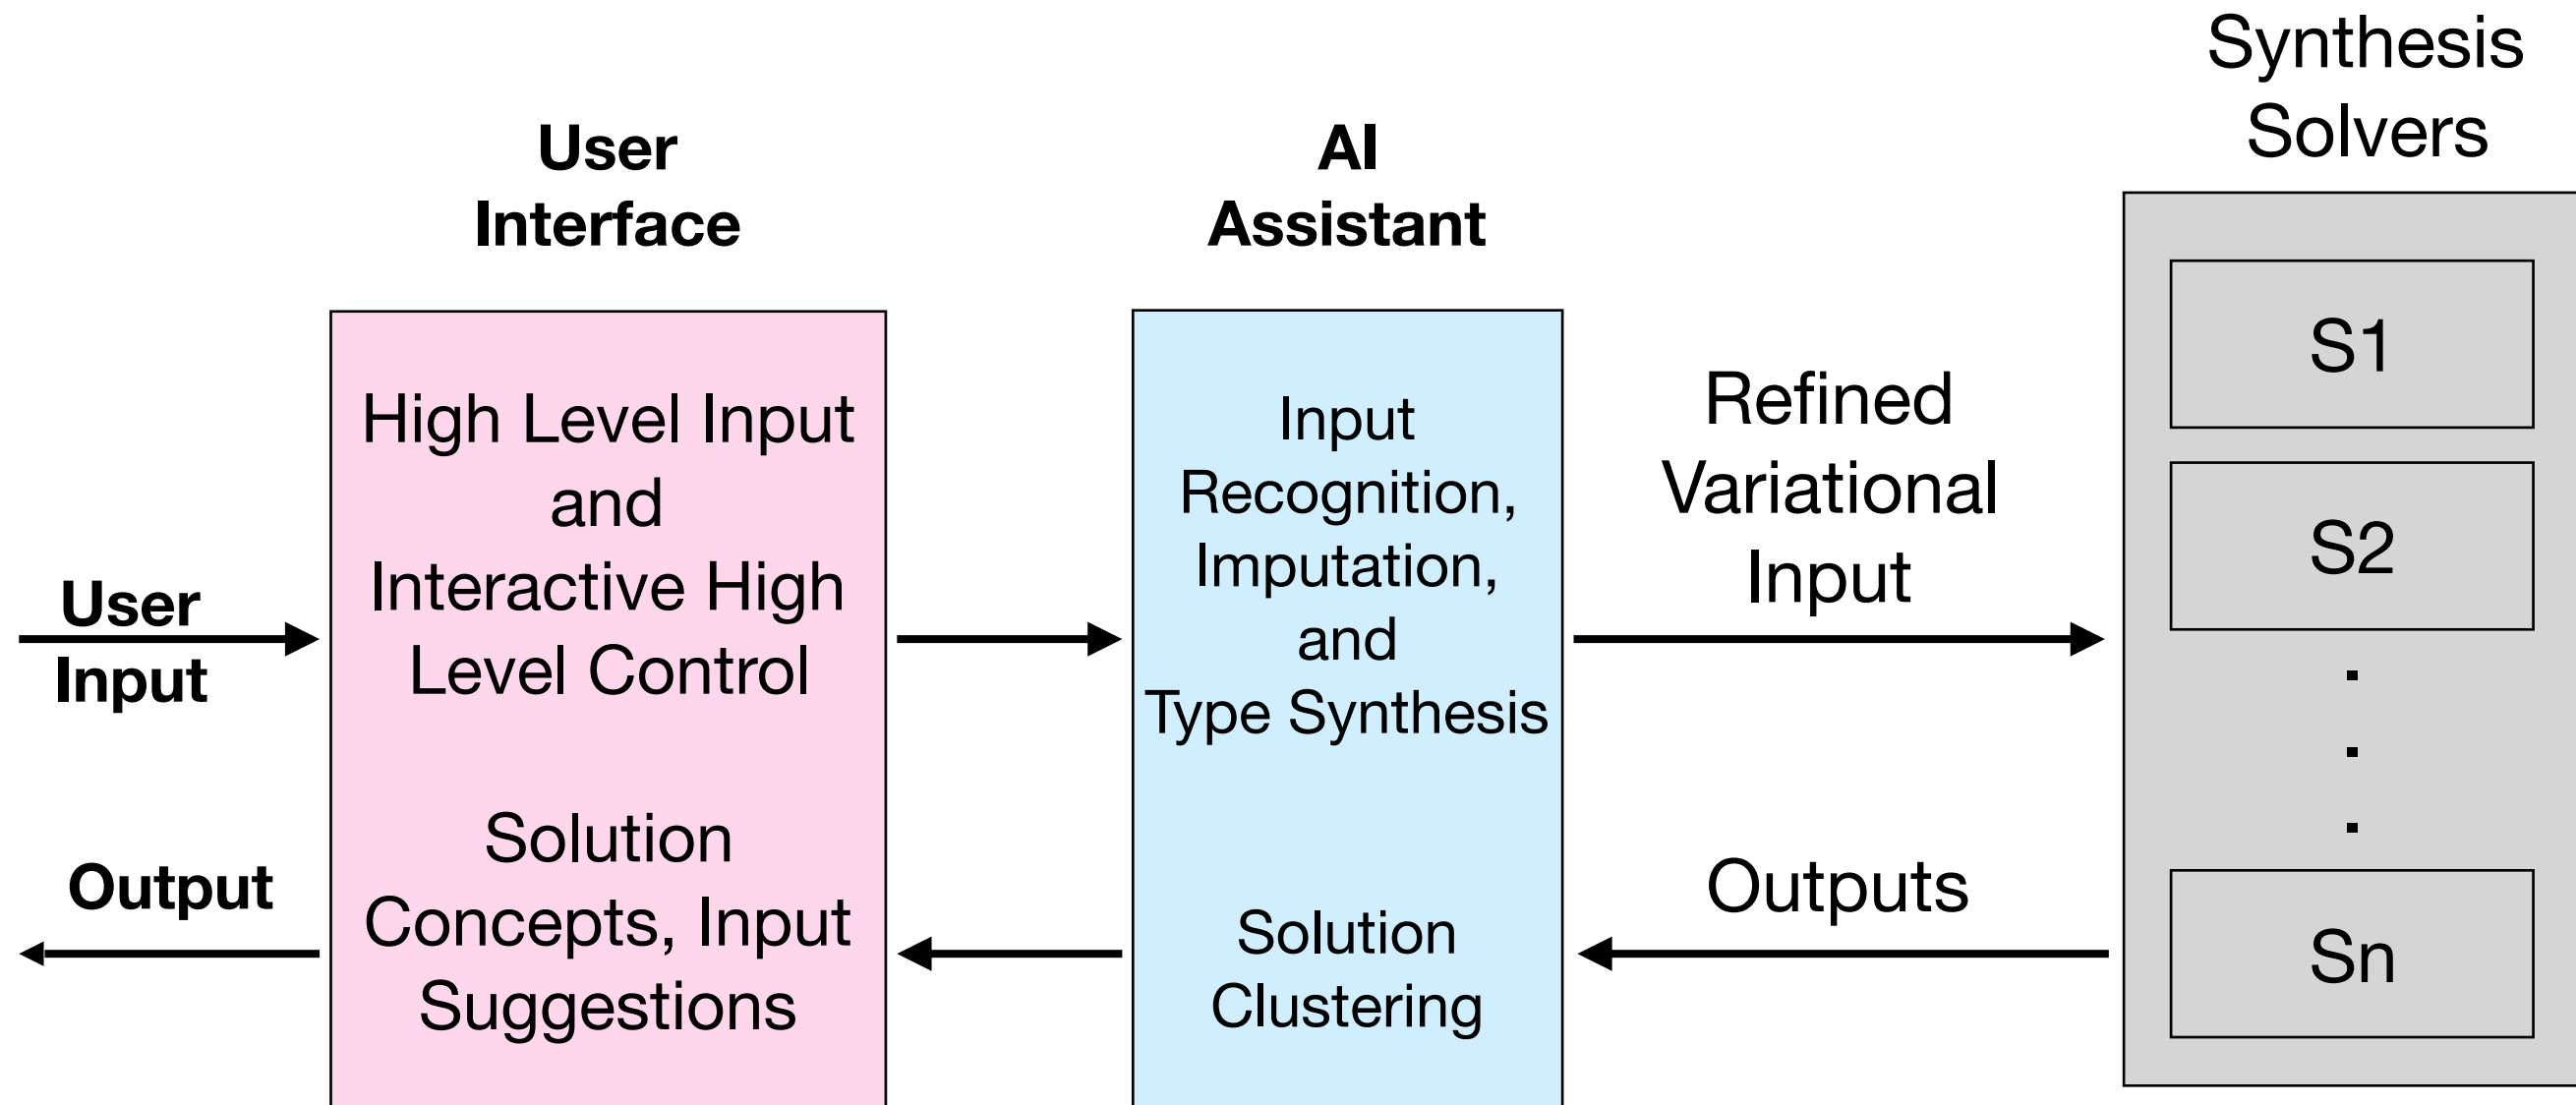 User
Interface
AI
Assistant
Synthesis
Solvers
User
Input
High Level Input
and
Interactive High
Level Control
Solution
Concepts, Input
Suggestions
Output
Input
Recognition,
Imputation,
and
Type Synthesis
Solution
Clustering
Refined
Variational
Input
Outputs
S1
S2
.
.
.
Sn